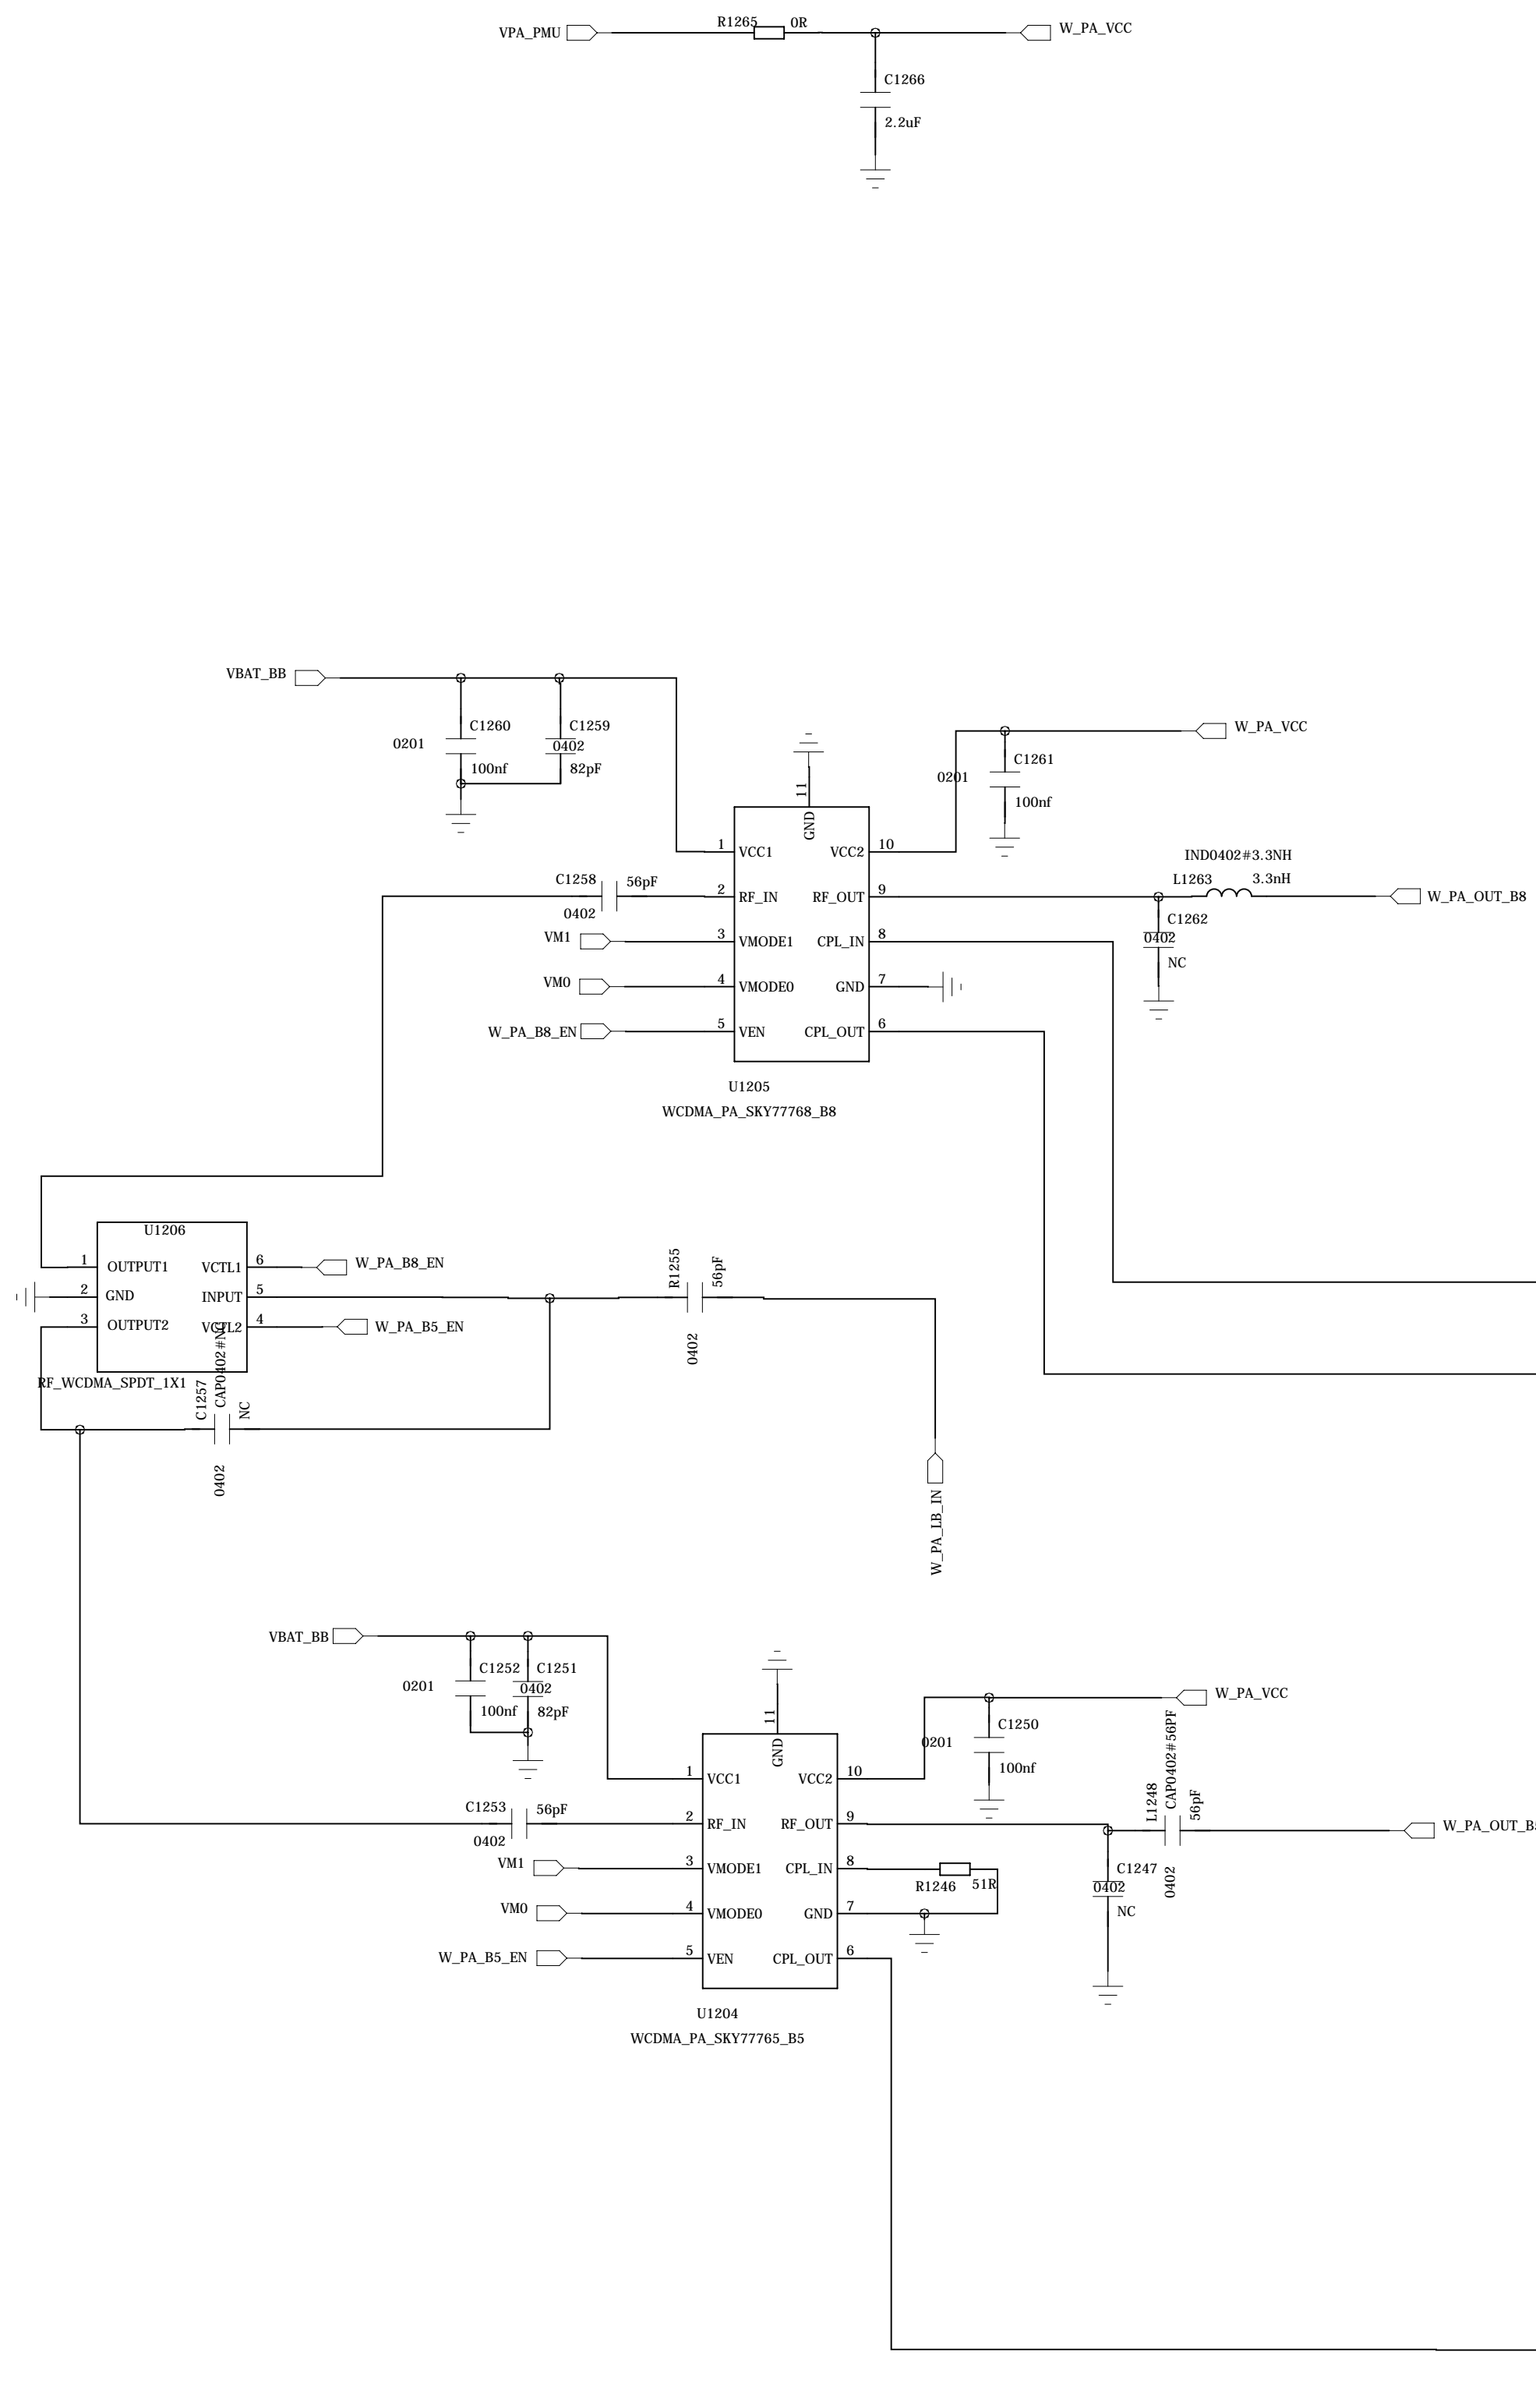 VPA_PMU
R1265
0R
W_PA_VCC
C1266
2.2uF
VBAT_BB
C1260
0201
100nf
C1259
0402
82pF
W_PA_VCC
C1261
0201
100nf
11
GND
1
VCC1
VCC2
10
IND0402#3.3NH
L1263
3.3nH
C1258
56pF
0402
2
RF_IN
RF_OUT
9
W_PA_OUT_B8
C1262
0402
NC
VM1
3
VMODE1
CPL_IN
8
VM0
4
VMODE0
GND
7
W_PA_B8_EN
5
VEN
CPL_OUT
6
U1205
WCDMA_PA_SKY77768_B8
U1206
1
OUTPUT1
VCTL1
6
W_PA_B8_EN
2
GND
INPUT
5
3
OUTPUT2
VCTL2
4
W_PA_B5_EN
RF_WCDMA_SPDT_1X1
R1255
56pF
0402
C1257
CAP0402#NC
NC
0402
W_PA_LB_IN
VBAT_BB
C1252
0201
100nf
C1251
0402
82pF
W_PA_VCC
C1250
0201
100nf
11
GND
1
VCC1
VCC2
10
L1248
CAP0402#56PF
56pF
0402
C1253
56pF
0402
2
RF_IN
RF_OUT
9
W_PA_OUT_B5
C1247
0402
NC
VM1
3
VMODE1
CPL_IN
8
R1246
51R
VM0
4
VMODE0
GND
7
W_PA_B5_EN
5
VEN
CPL_OUT
6
U1204
WCDMA_PA_SKY77765_B5